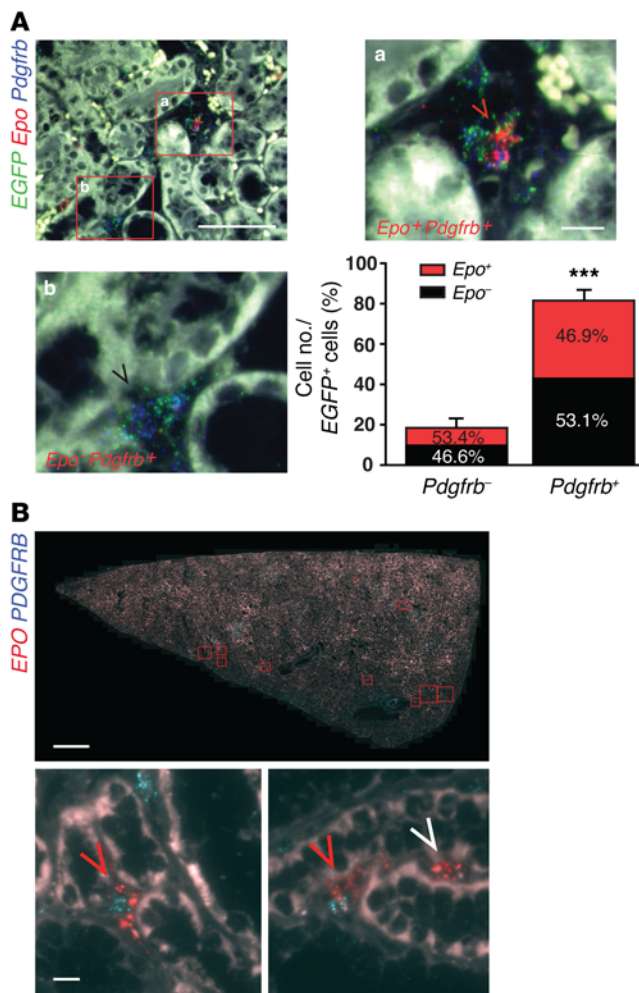 A
EGFP Epo Pdgfrb
a
b
a
Epo⁺ Pdgfrb⁺
b
Epo⁻ Pdgfrb⁺
Cell no./
EGFP⁺ cells (%)
100
80
60
40
20
0
Epo⁺
Epo⁻
***
53.4%
46.6%
46.9%
53.1%
Pdgfrb⁻
Pdgfrb⁺
B
EPO PDGFRB